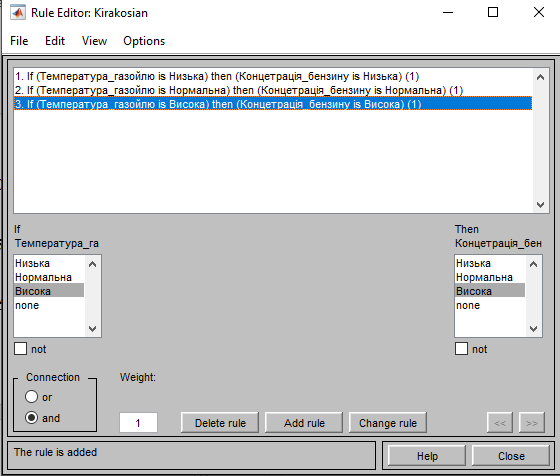 Rule Editor: Kirakosian
File Edit View Options
1. If (Температура_газойлю is Низька) then (Концетрація_бензину is Низька) (1)
2. If (Температура_газойлю is Нормальна) then (Концетрація_бензину is Нормальна) (1)
3. If (Температура_газойлю is Висока) then (Концетрація_бензину is Висока) (1)
If
Температура_га
Низька
Нормальна
Висока
none
not
Then
Концетрація_бен
Низька
Нормальна
Висока
none
not
Connection
or
and
Weight:
1
Delete rule
Add rule
Change rule
<<
>>
The rule is added
Help
Close